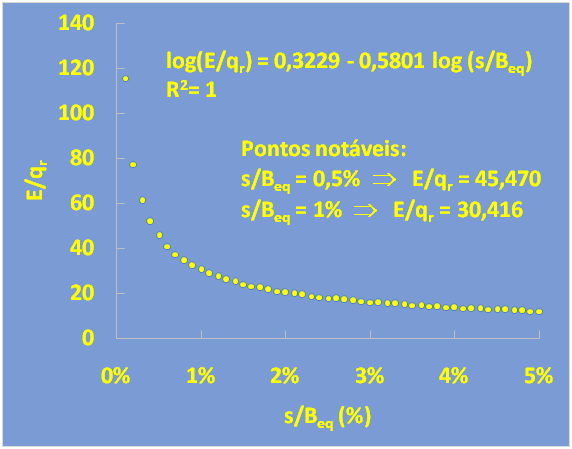 140
120
100
80
60
40
20
0
E/qr
log(E/qr) = 0,3229 - 0,5801 log (s/Beq)
R²= 1
Pontos notáveis:
s/Beq = 0,5% ⇒ E/qr = 45,470
s/Beq = 1% ⇒ E/qr = 30,416
0% 1% 2% 3% 4% 5%
s/Beq (%)